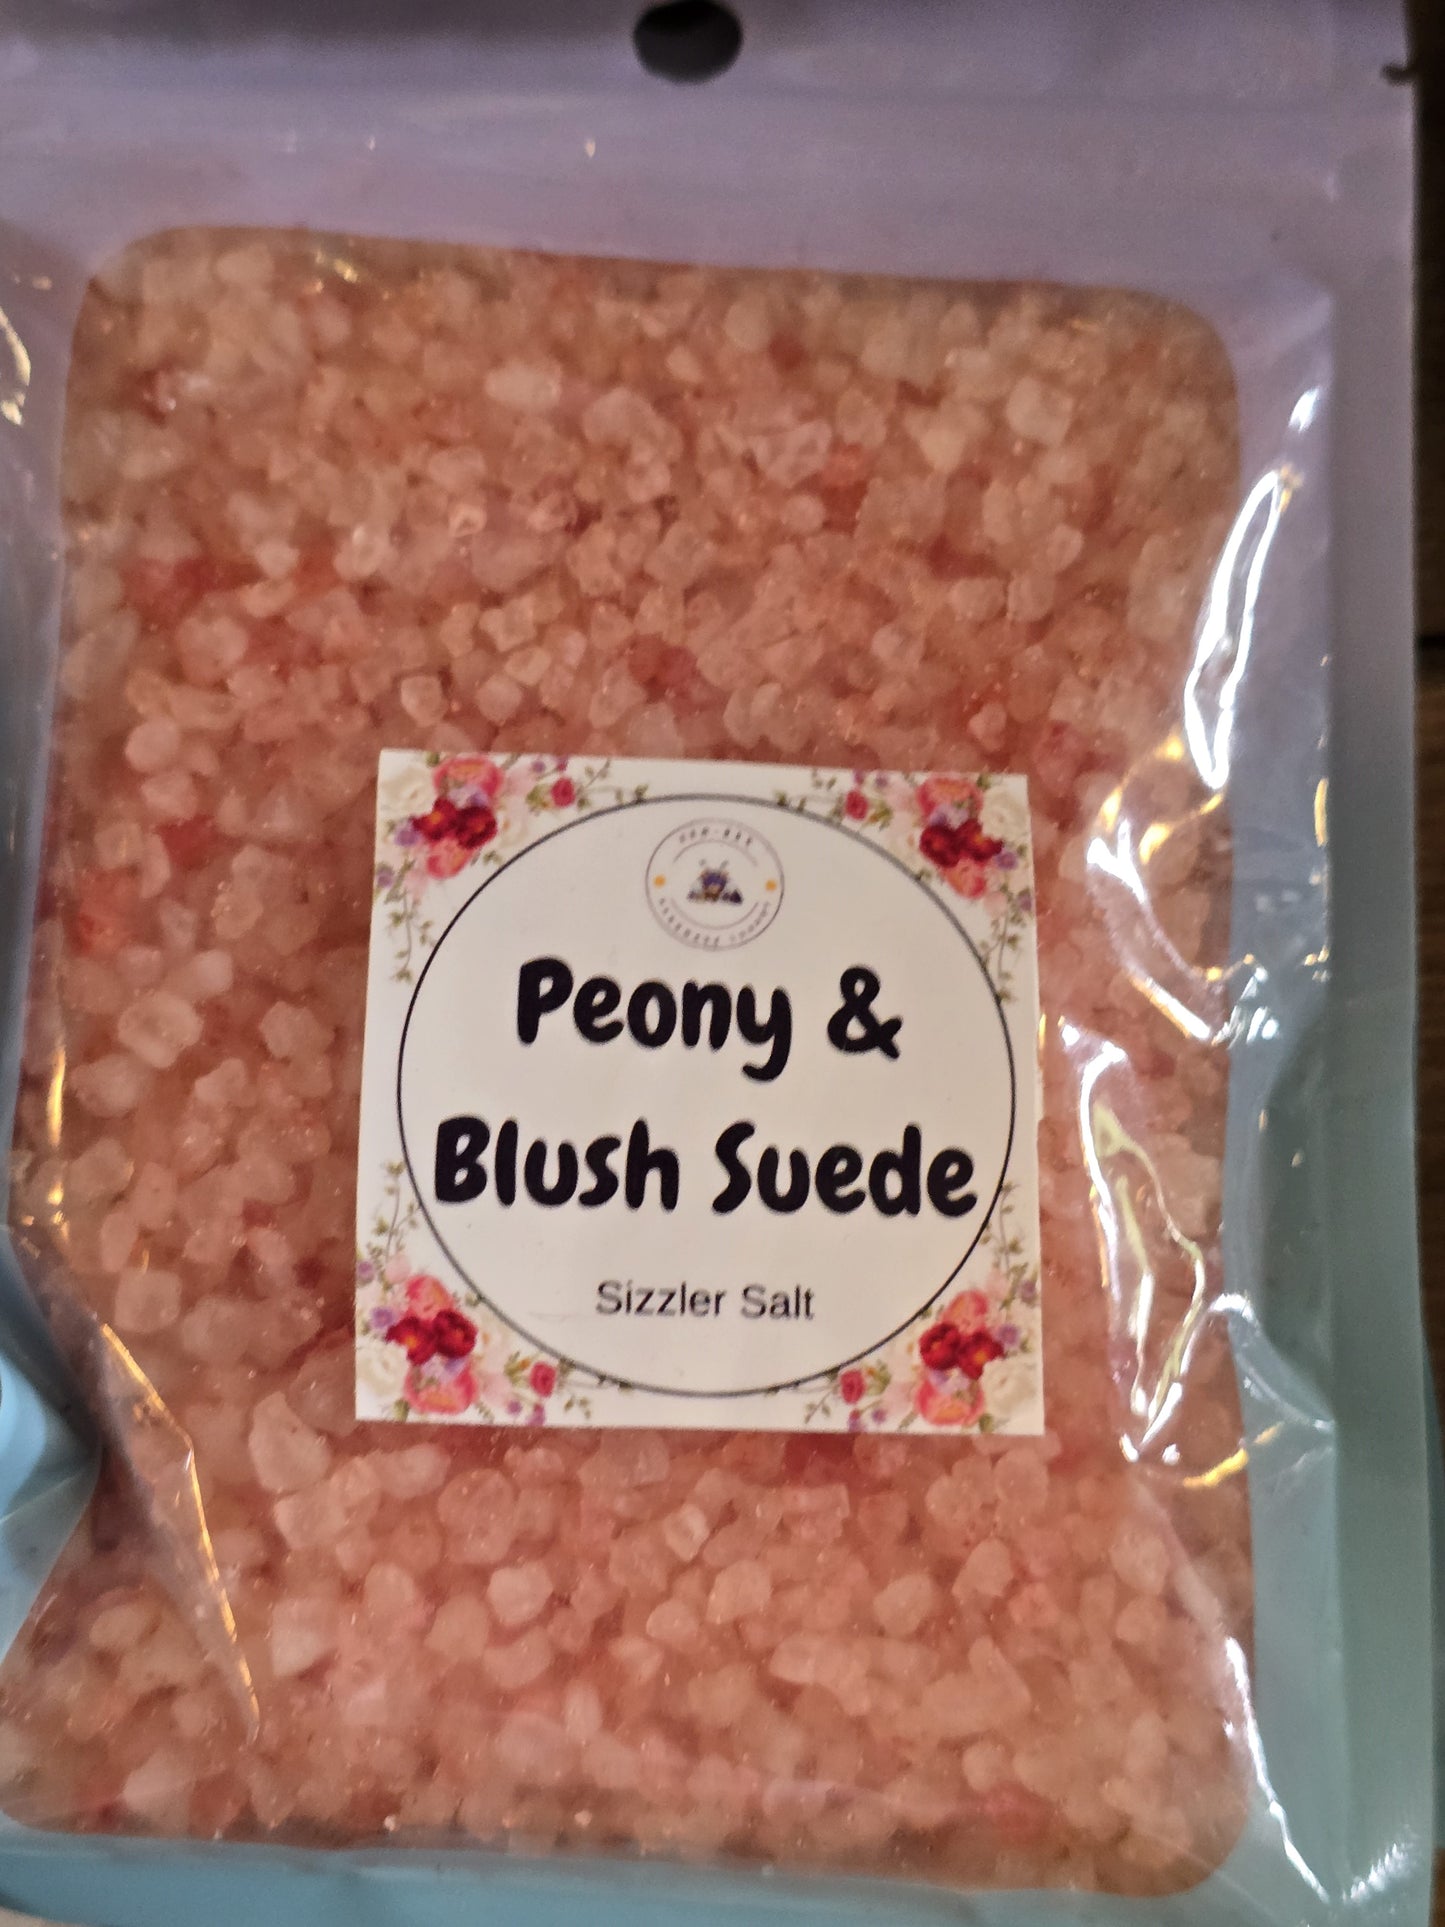 Peony &
Blush Suede
Sizzler Salt